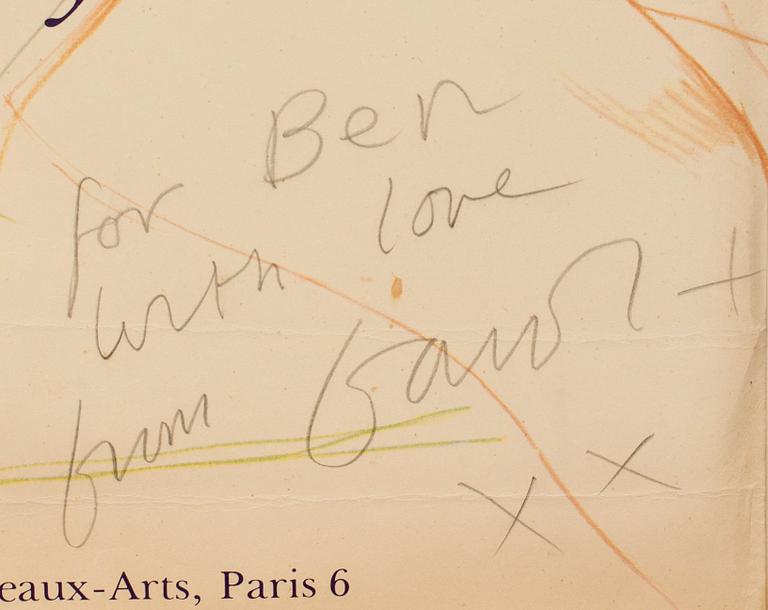 for Ben
with love
from
x x x
eaux-Arts, Paris 6